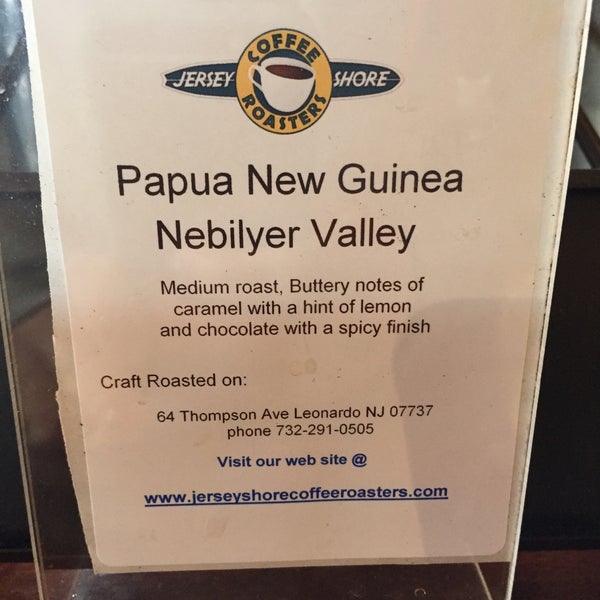 COFFEE
JERSEY SHORE
ROASTERS
Papua New Guinea
Nebilyer Valley
Medium roast, Buttery notes of
caramel with a hint of lemon
and chocolate with a spicy finish
Craft Roasted on:
64 Thompson Ave Leonardo NJ 07737
phone 732-291-0505
Visit our web site @
www.jerseyshorecoffeeroasters.com